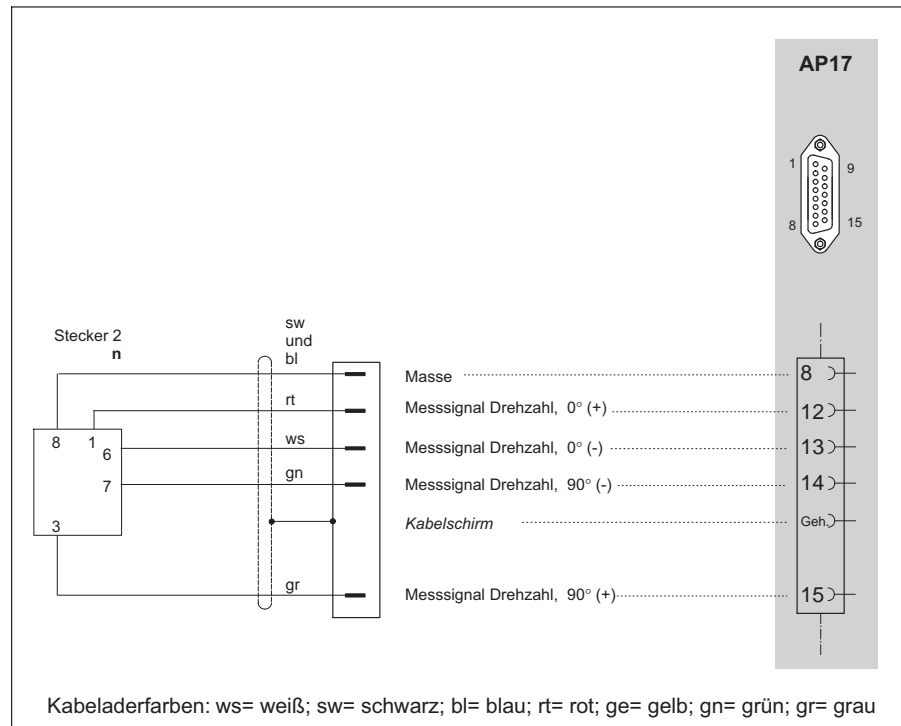 AP17
1
9
8
15
Stecker 2
n
sw
und
bl
Masse
8
rt
Messsignal Drehzahl, 0° (+)
12
8 1
6
ws
Messsignal Drehzahl, 0° (-)
13
7
gn
Messsignal Drehzahl, 90° (-)
14
3
Kabelschirm
Geh.
gr
Messsignal Drehzahl, 90° (+)
15
Kabeladerfarben: ws= weiß; sw= schwarz; bl= blau; rt= rot; ge= gelb; gn= grün; gr= grau